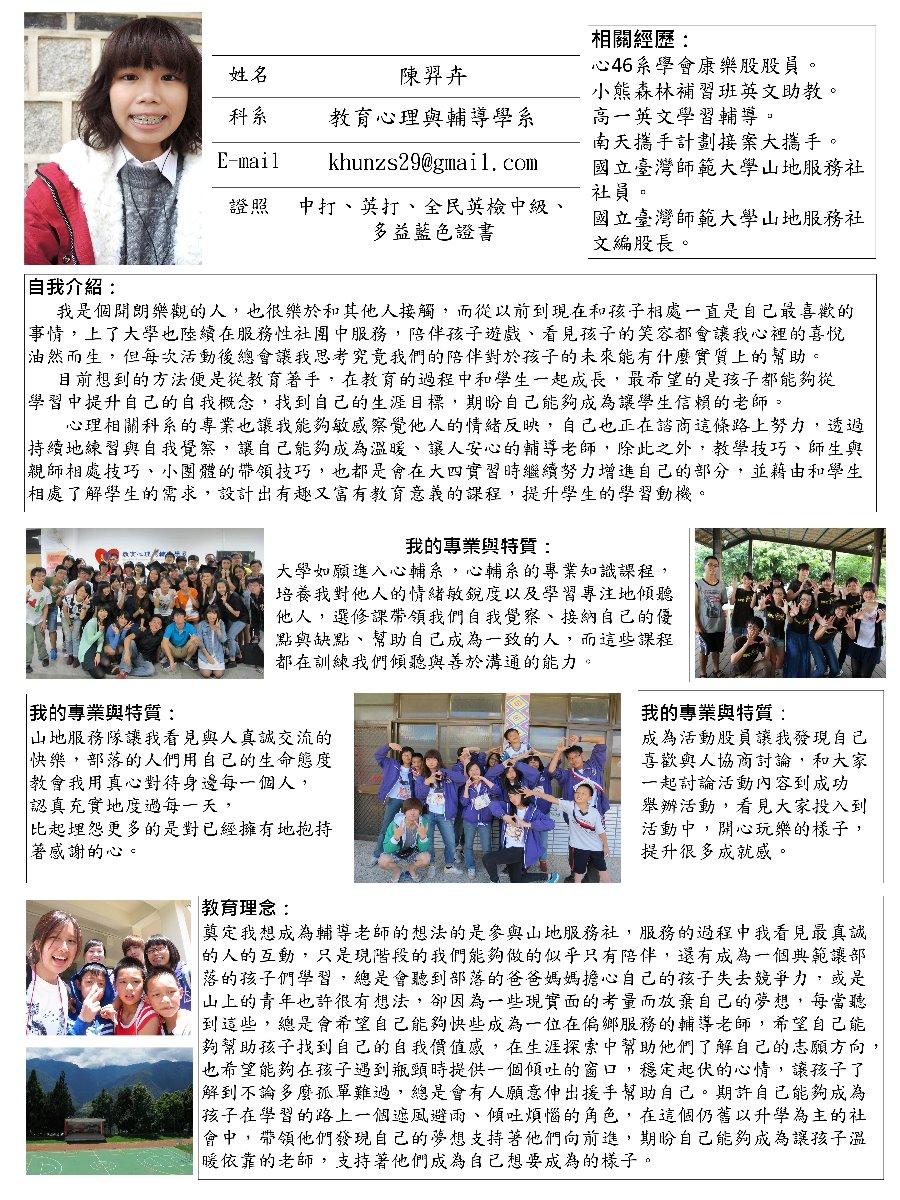 姓名 陳羿卉
科系 教育心理與輔導學系
E-mail khunzs29@gmail.com
證照 中打、英打、全民英檢中級、
多益藍色證書
相關經歷：
心46系學會康樂股股員。
小熊森林補習班英文助教。
高一英文學習輔導。
南天攜手計劃接案大攜手。
國立臺灣師範大學山地服務社
社員。
國立臺灣師範大學山地服務社
文編股長。
自我介紹：
我是個開朗樂觀的人，也很樂於和其他人接觸，而從以前到現在和孩子相處一直是自己最喜歡的
事情，上了大學也陸續在服務性社團中服務，陪伴孩子遊戲、看見孩子的笑容都會讓我心裡的喜悅
油然而生，但每次活動後總會讓我思考究竟我們的陪伴對於孩子的未來能有什麼實質上的幫助。
目前想到的方法便是從教育著手，在教育的過程中和學生一起成長，最希望的是孩子都能夠從
學習中提升自己的自我概念，找到自己的生涯目標，期盼自己能夠成為讓學生信賴的老師。
心理相關科系的專業也讓我能夠敏感察覺他人的情緒反映，自己也正在諮商這條路上努力，透過
持續地練習與自我覺察，讓自己能夠成為溫暖、讓人安心的輔導老師，除此之外，教學技巧、師生與
親師相處技巧、小團體的帶領技巧，也都是會在大四實習時繼續努力增進自己的部分，並藉由和學生
相處了解學生的需求，設計出有趣又富有教育意義的課程，提升學生的學習動機。
我的專業與特質：
大學如願進入心輔系，心輔系的專業知識課程，
培養我對他人的情緒敏銳度以及學習專注地傾聽
他人，選修課帶領我們自我覺察、接納自己的優
點與缺點、幫助自己成為一致的人，而這些課程
都在訓練我們傾聽與善於溝通的能力。
我的專業與特質：
山地服務隊讓我看見與人真誠交流的
快樂，部落的人們用自己的生命態度
教會我用真心對待身邊每一個人，
認真充實地度過每一天，
比起埋怨更多的是對已經擁有地抱持
著感謝的心。
我的專業與特質：
成為活動股員讓我發現自己
喜歡與人協商討論，和大家
一起討論活動內容到成功
舉辦活動，看見大家投入到
活動中，開心玩樂的樣子，
提升很多成就感。
教育理念：
奠定我想成為輔導老師的想法的是參與山地服務社，服務的過程中我看見最真誠
的人的互動，只是現階段的我們能夠做的似乎只有陪伴，還有成為一個典範讓部
落的孩子們學習，總是會聽到部落的爸爸媽媽擔心自己的孩子失去競爭力，或是
山上的青年也許很有想法，卻因為一些現實面的考量而放棄自己的夢想，每當聽
到這些，總是會希望自己能夠快些成為一位在偏鄉服務的輔導老師，希望自己能
夠幫助孩子找到自己的自我價值感，在生涯探索中幫助他們了解自己的志願方向，
也希望能夠在孩子遇到瓶頸時提供一個傾吐的窗口，穩定起伏的心情，讓孩子了
解到不論多麼孤單難過，總是會有人願意伸出援手幫助自己。期許自己能夠成為
孩子在學習的路上一個遮風避雨、傾吐煩惱的角色，在這個仍舊以升學為主的社
會中，帶領他們發現自己的夢想支持著他們向前進，期盼自己能夠成為讓孩子溫
暖依靠的老師，支持著他們成為自己想要成為的樣子。